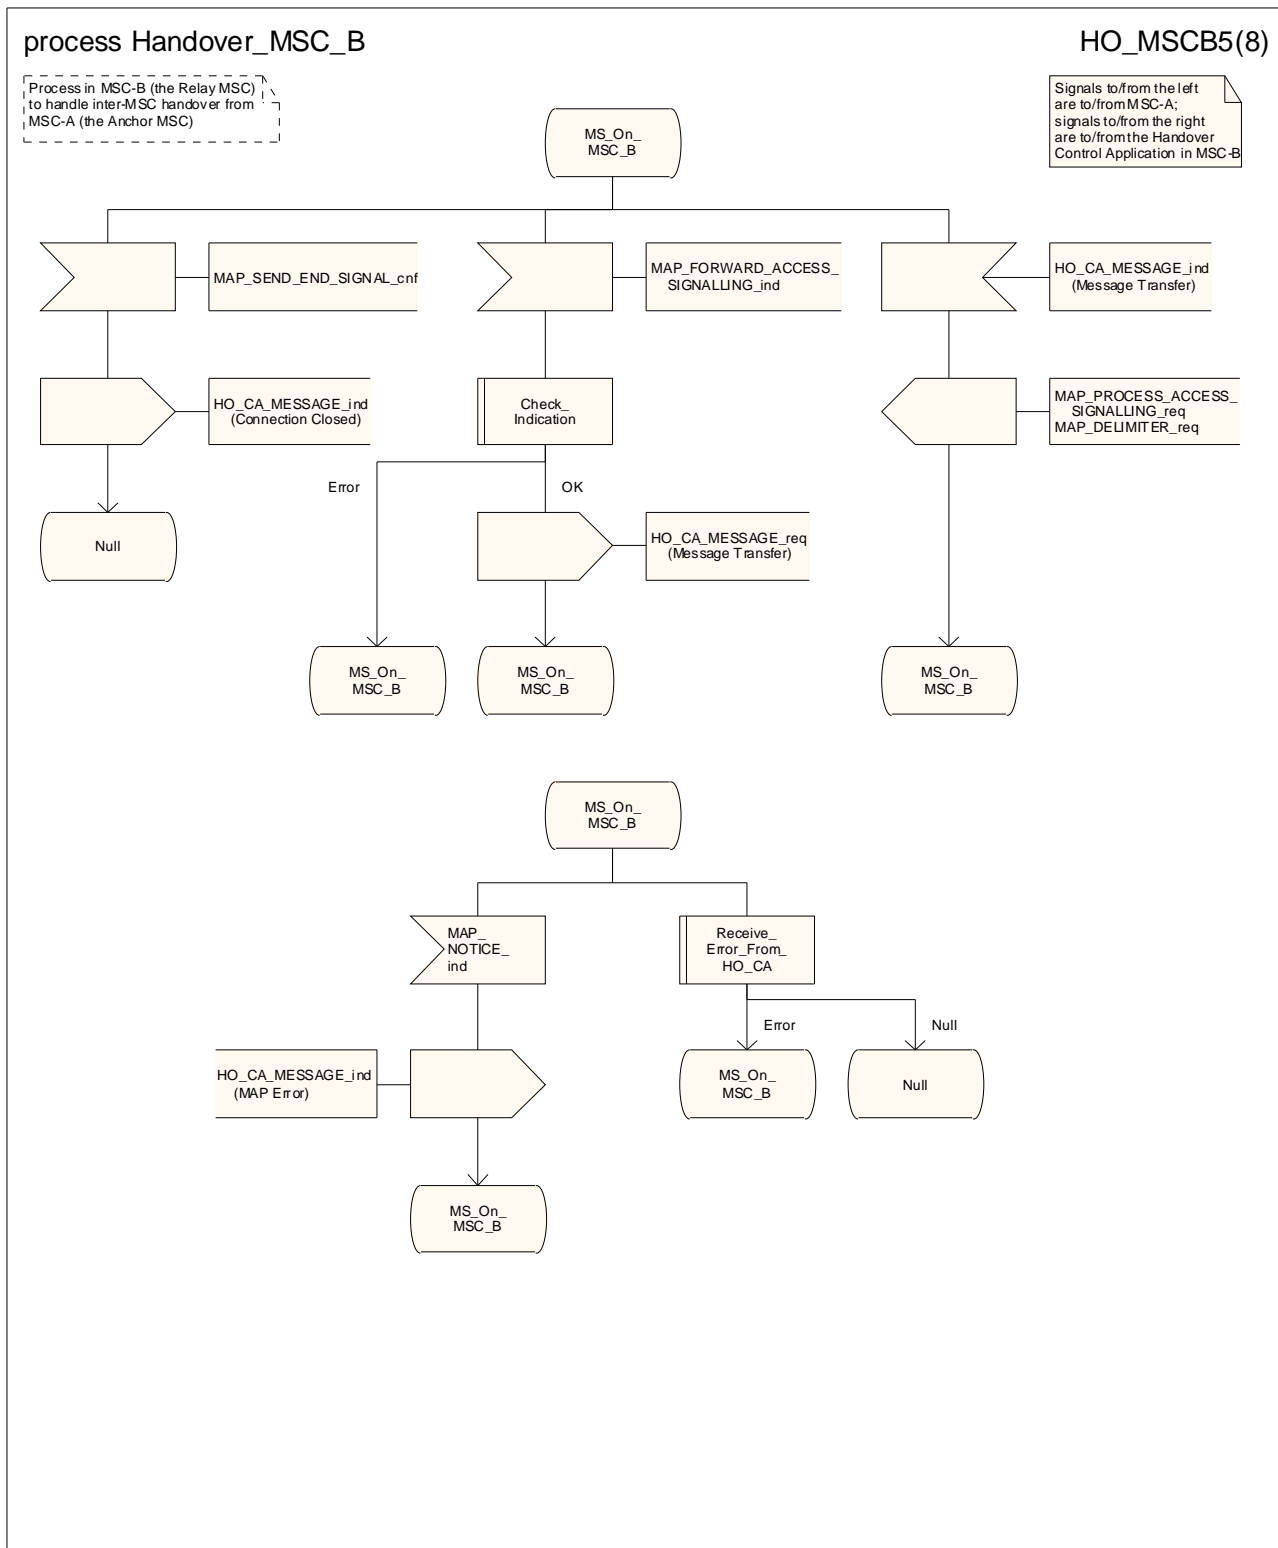 process Handover_MSC_B
HO_MSCB5(8)
Process in MSC-B (the Relay MSC)
to handle inter-MSC handover from
MSC-A (the Anchor MSC)
Signals to/from the left
are to/from MSC-A;
signals to/from the right
are to/from the Handover
Control Application in MSC-B
MS_On_
MSC_B
MAP_SEND_END_SIGNAL_cnf
MAP_FORWARD_ACCESS_
SIGNALLING_ind
HO_CA_MESSAGE_ind
(Message Transfer)
HO_CA_MESSAGE_ind
(Connection Closed)
Check_
Indication
MAP_PROCESS_ACCESS_
SIGNALLING_req
MAP_DELIMITER_req
Error
OK
Null
HO_CA_MESSAGE_req
(Message Transfer)
MS_On_
MSC_B
MS_On_
MSC_B
MS_On_
MSC_B
MS_On_
MSC_B
MAP_
NOTICE_
ind
Receive_
Error_From_
HO_CA
Error
Null
HO_CA_MESSAGE_ind
(MAP Error)
MS_On_
MSC_B
Null
MS_On_
MSC_B